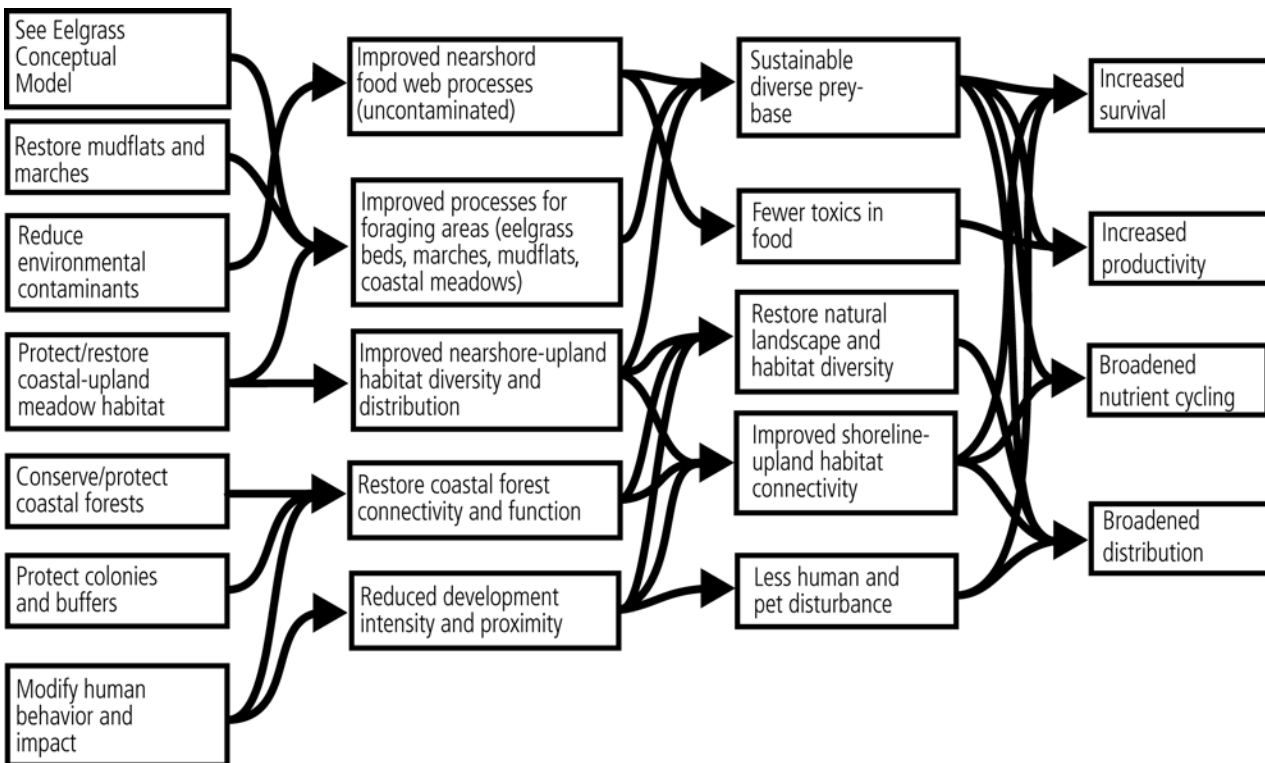 See Eelgrass
Conceptual
Model
Restore mudflats and
marches
Reduce
environmental
contaminants
Protect/restore
coastal-upland
meadow habitat
Conserve/protect
coastal forests
Protect colonies
and buffers
Modify human
behavior and
impact
Improved nearshord
food web processes
(uncontaminated)
Improved processes for
foraging areas (eelgrass
beds, marches, mudflats,
coastal meadows)
Improved nearshore-upland
habitat diversity and
distribution
Restore coastal forest
connectivity and function
Reduced development
intensity and proximity
Sustainable
diverse prey-
base
Fewer toxics in
food
Restore natural
landscape and
habitat diversity
Improved shoreline-
upland habitat
connectivity
Less human and
pet disturbance
Increased
survival
Increased
productivity
Broadened
nutrient cycling
Broadened
distribution